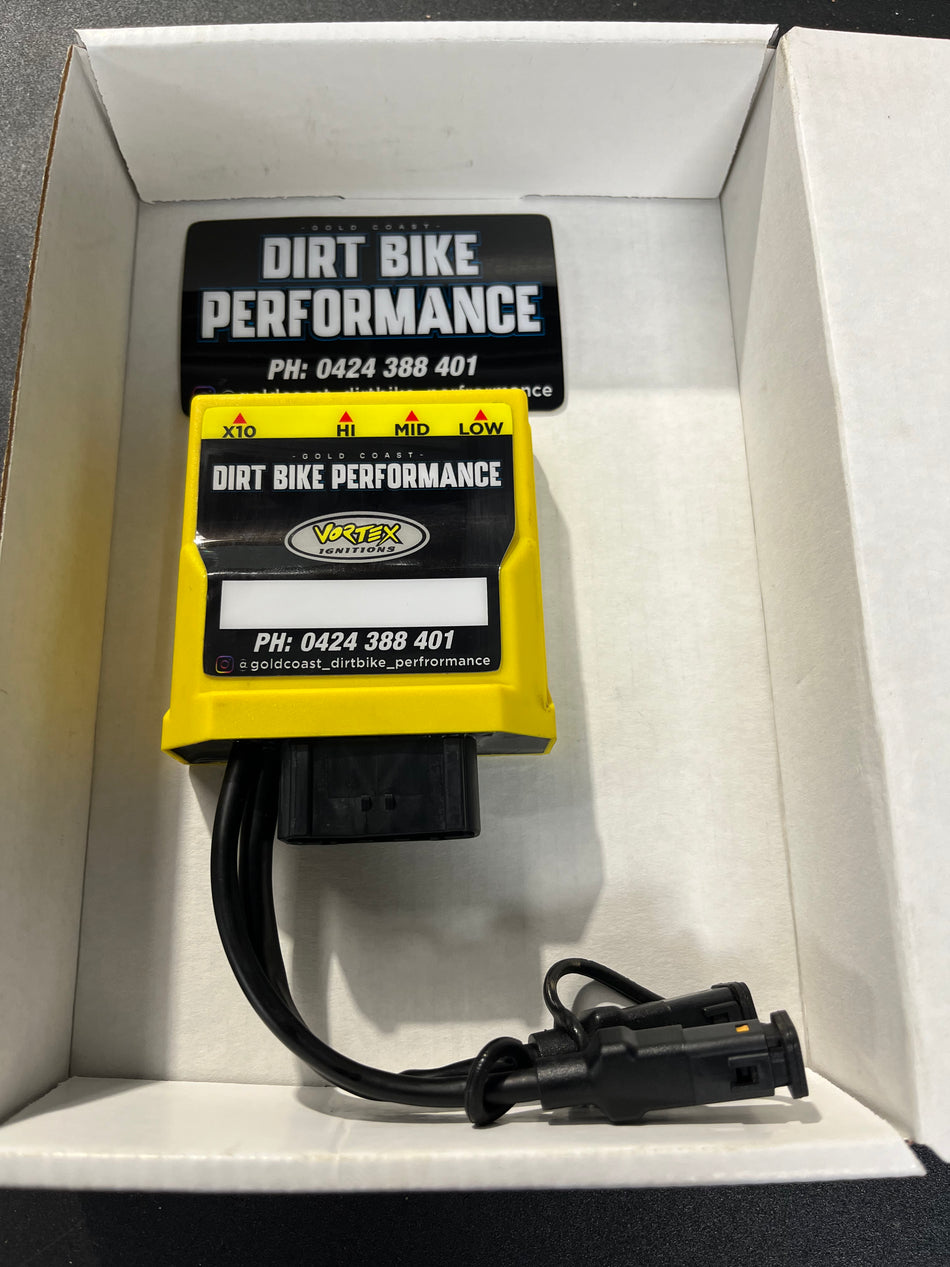 - GOLD COAST -
DIRT BIKE
PERFORMANCE
PH: 0424 388 401
@goldcoast_dirtbike_perfrormance
X10 HI MID LOW
- GOLD COAST -
DIRT BIKE PERFORMANCE
VORTEX
IGNITIONS
PH: 0424 388 401
@goldcoast_dirtbike_perfrormance